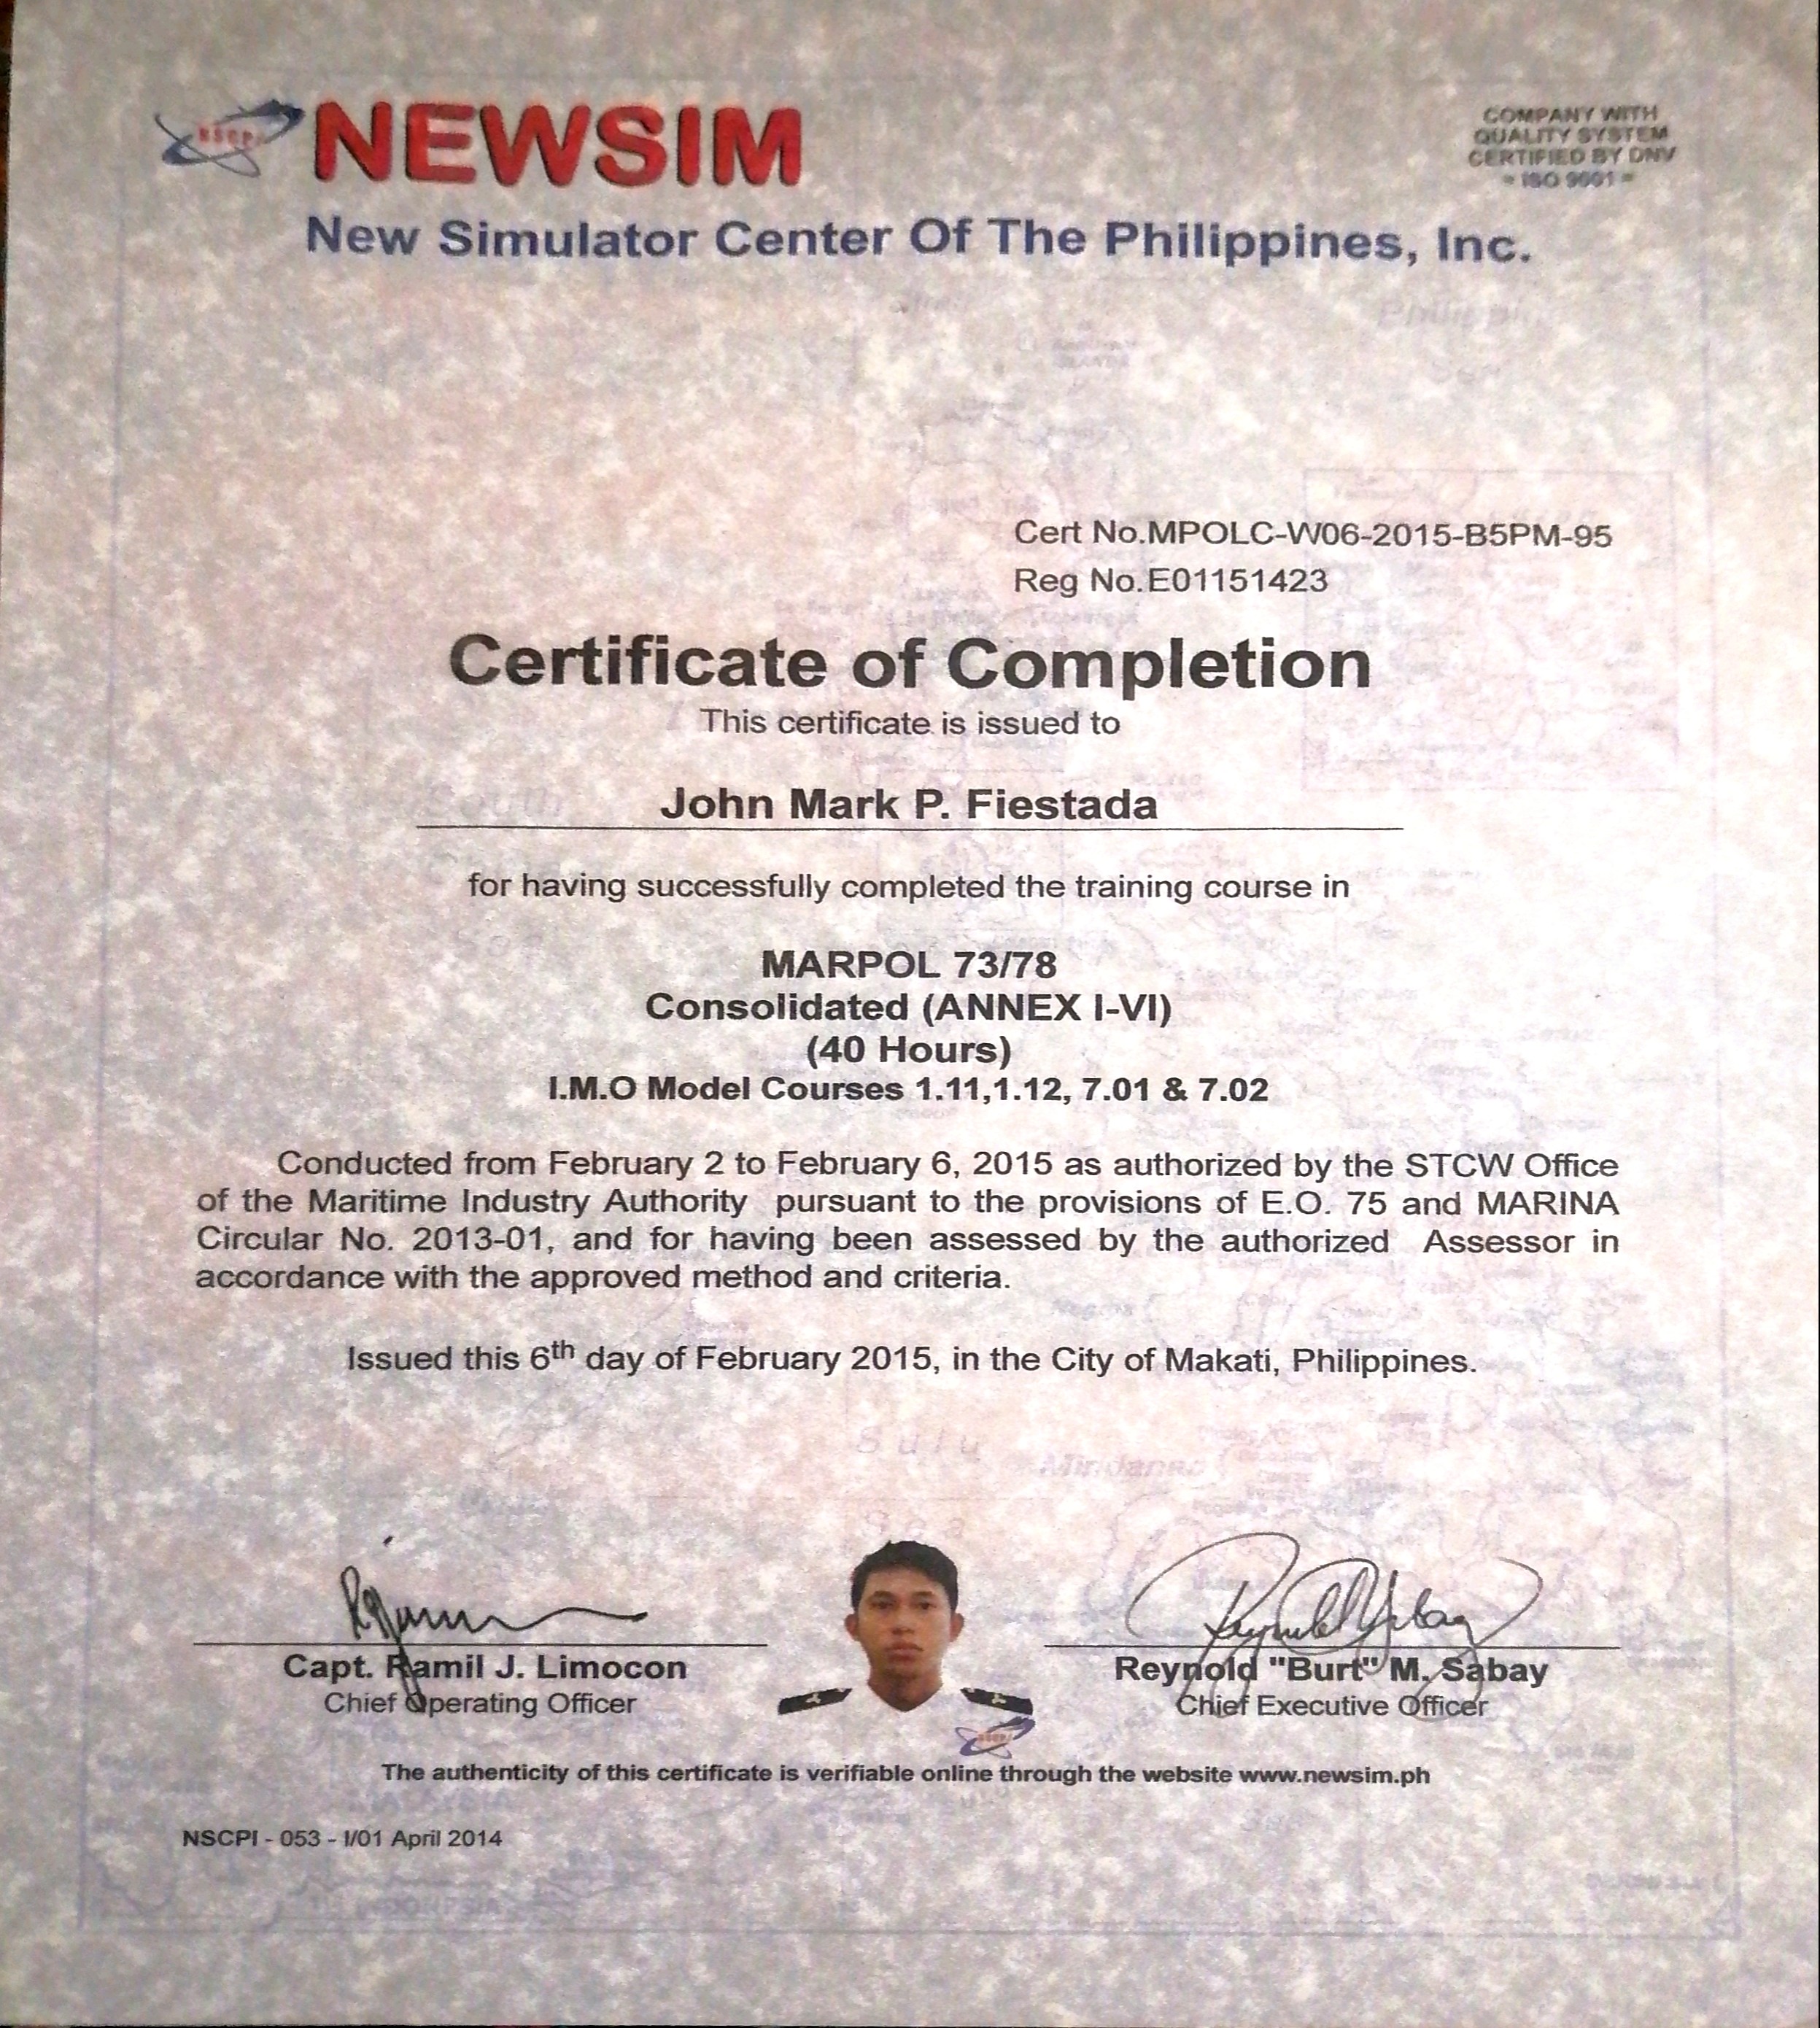 NEWSIM
COMPANY WITH
QUALITY SYSTEM
CERTIFIED BY DNV
= ISO 9001 =
New Simulator Center Of The Philippines, Inc.
Cert No.MPOLC-W06-2015-B5PM-95
Reg No.E01151423
Certificate of Completion
This certificate is issued to
John Mark P. Fiestada
for having successfully completed the training course in
MARPOL 73/78
Consolidated (ANNEX I-VI)
(40 Hours)
I.M.O Model Courses 1.11,1.12, 7.01 & 7.02
Conducted from February 2 to February 6, 2015 as authorized by the STCW Office
of the Maritime Industry Authority pursuant to the provisions of E.O. 75 and MARINA
Circular No. 2013-01, and for having been assessed by the authorized Assessor in
accordance with the approved method and criteria.
Issued this 6th day of February 2015, in the City of Makati, Philippines.
Sulu
Mindanao
Sea
Capt. Ramil J. Limocon
Chief Operating Officer
Reynold "Burt" M. Sabay
Chief Executive Officer
The authenticity of this certificate is verifiable online through the website www.newsim.ph
NSCPI - 053 - I/01 April 2014